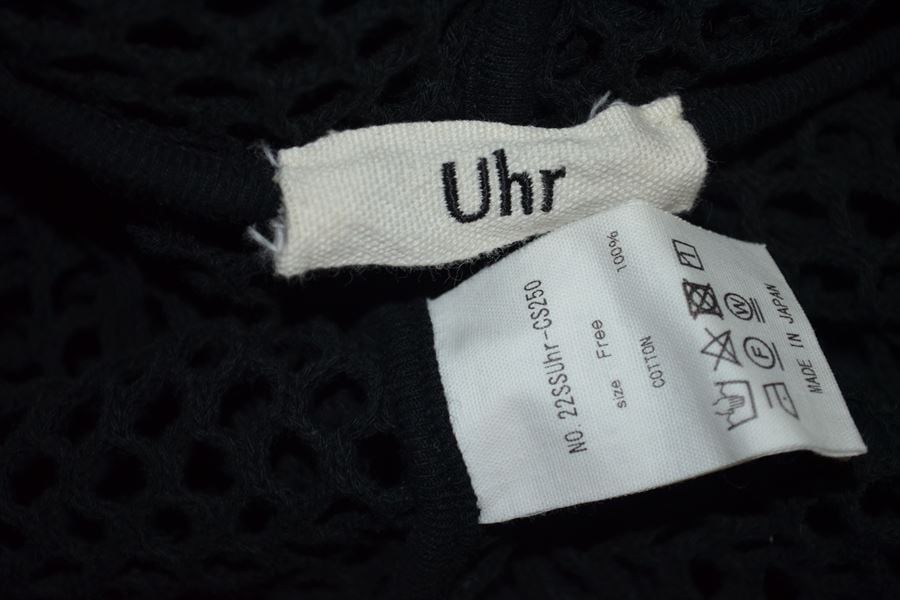 Uhr
NO. 22SSUhr-CS250
size Free
COTTON 100%
W
F
MADE IN JAPAN